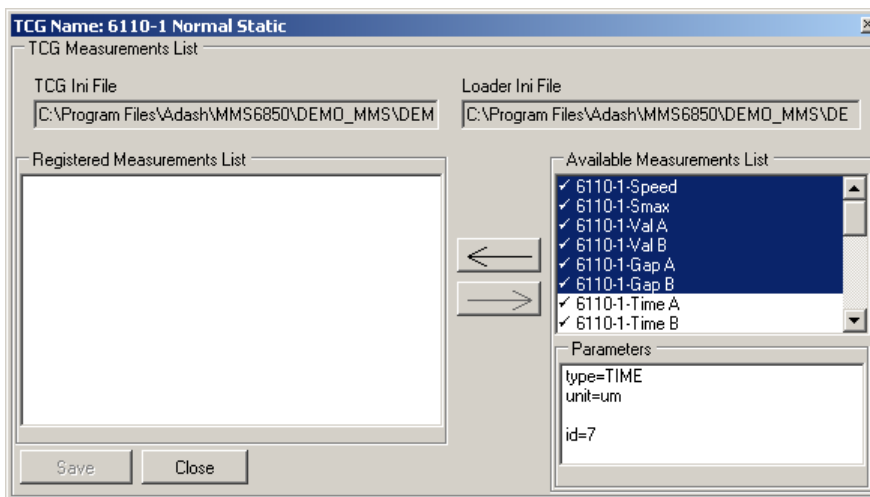 TCG Name: 6110-1 Normal Static
TCG Measurements List
TCG Ini File
Loader Ini File
C:\Program Files\Adash\MMS6850\DEMO_MMS\DEM
C:\Program Files\Adash\MMS6850\DEMO_MMS\DE
Registered Measurements List
Available Measurements List
✓ 6110-1-Speed
✓ 6110-1-Smax
✓ 6110-1-Val A
✓ 6110-1-Val B
✓ 6110-1-Gap A
✓ 6110-1-Gap B
✓ 6110-1-Time A
✓ 6110-1-Time B
Parameters
type=TIME
unit=um
id=7
Save
Close